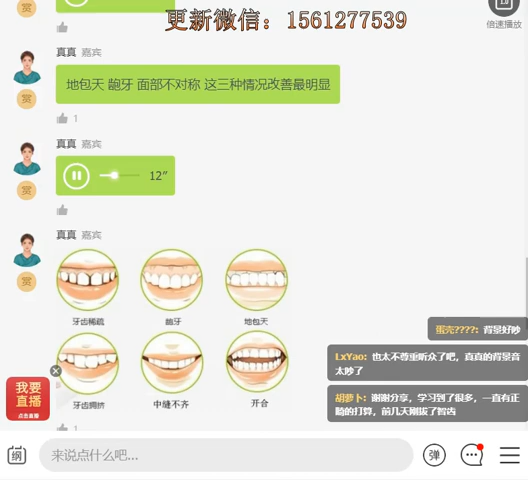 更新微信：1561277539
赏
倍速播放
真真 嘉宾
地包天 龅牙 面部不对称 这三种情况改善最明显
赏
1
真真 嘉宾
12″
赏
真真 嘉宾
赏
牙齿稀疏
龅牙
地包天
蛋壳????: 背景好吵
LxYao: 也太不尊重听众了吧，真真的背景音
太吵了
胡萝卜: 谢谢分享，学习到了很多，一直有正
畸的打算，前几天刚拔了智齿
我要
直播
点击直播
牙齿拥挤
中缝不齐
开合
1
纲
来说点什么吧...
弹